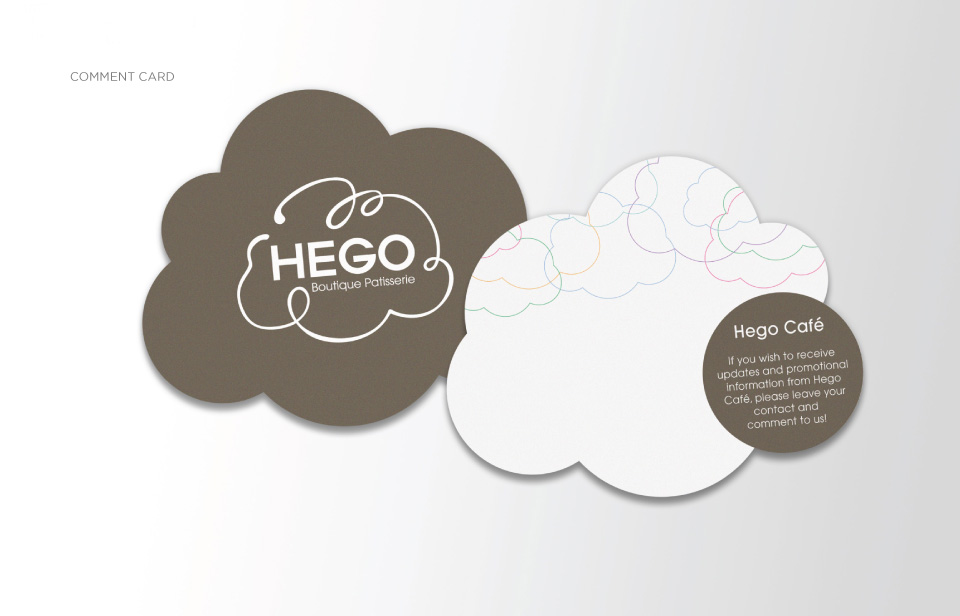 COMMENT CARD
HEGO
Boutique Patisserie
Hego Café
If you wish to receive
updates and promotional
information from Hego
Café, please leave your
contact and
comment to us!